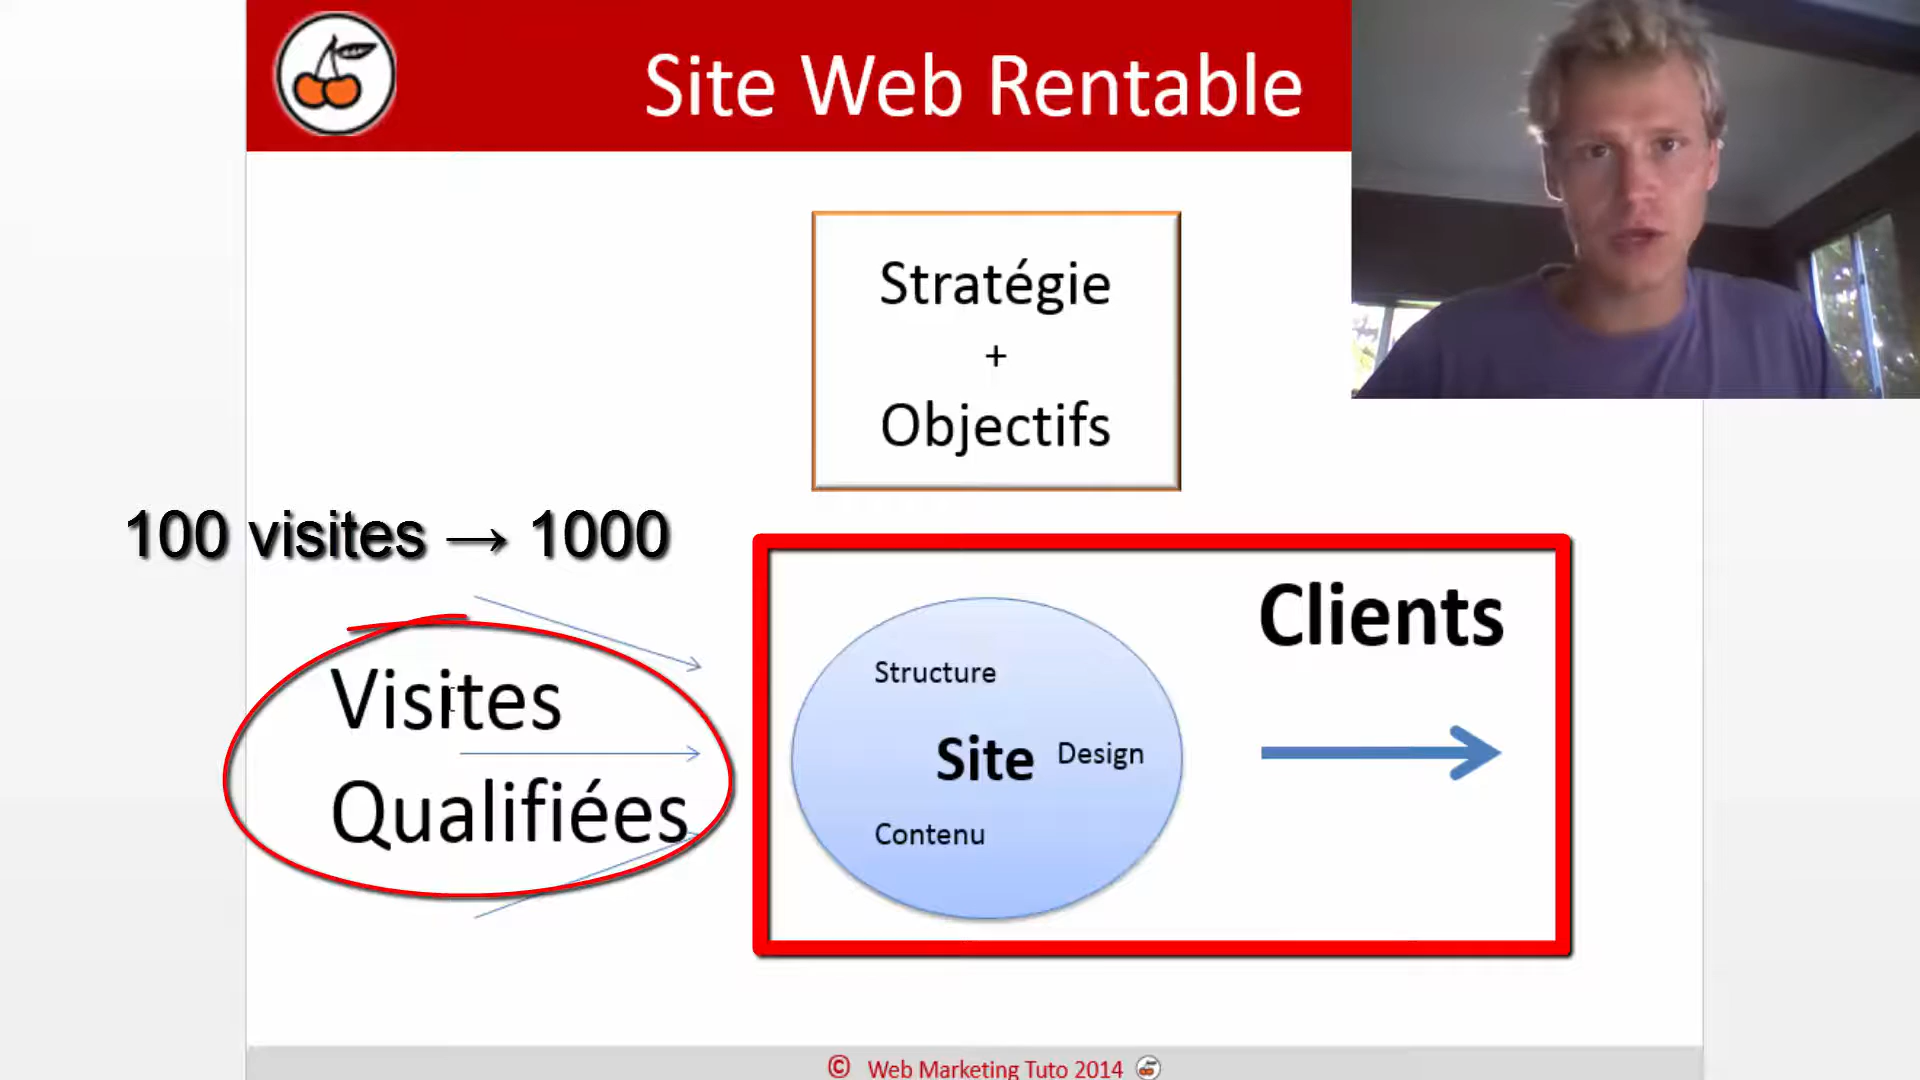 Site Web Rentable
Stratégie
+
Objectifs
100 visites → 1000
Visites
Qualifiées
Structure
Site
Design
Contenu
Clients
© Web Marketing Tuto 2014